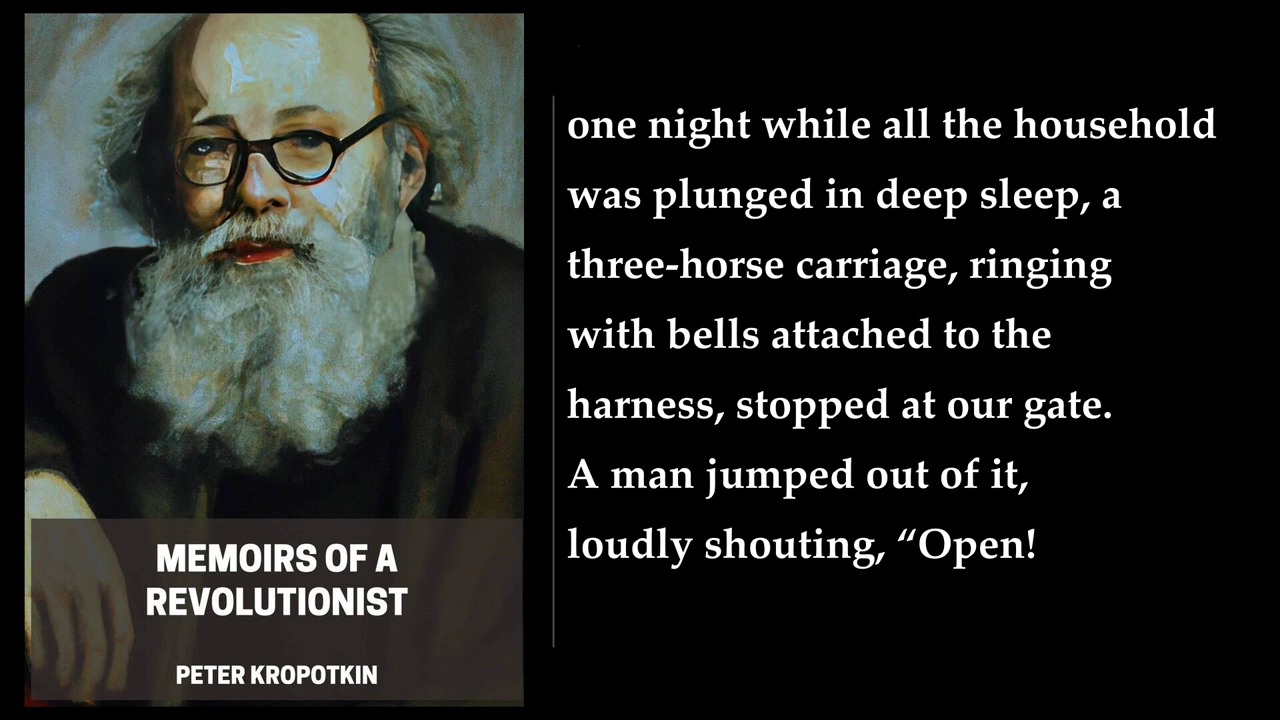 MEMOIRS OF A
REVOLUTIONIST
PETER KROPOTKIN
one night while all the household
was plunged in deep sleep, a
three-horse carriage, ringing
with bells attached to the
harness, stopped at our gate.
A man jumped out of it,
loudly shouting, “Open!